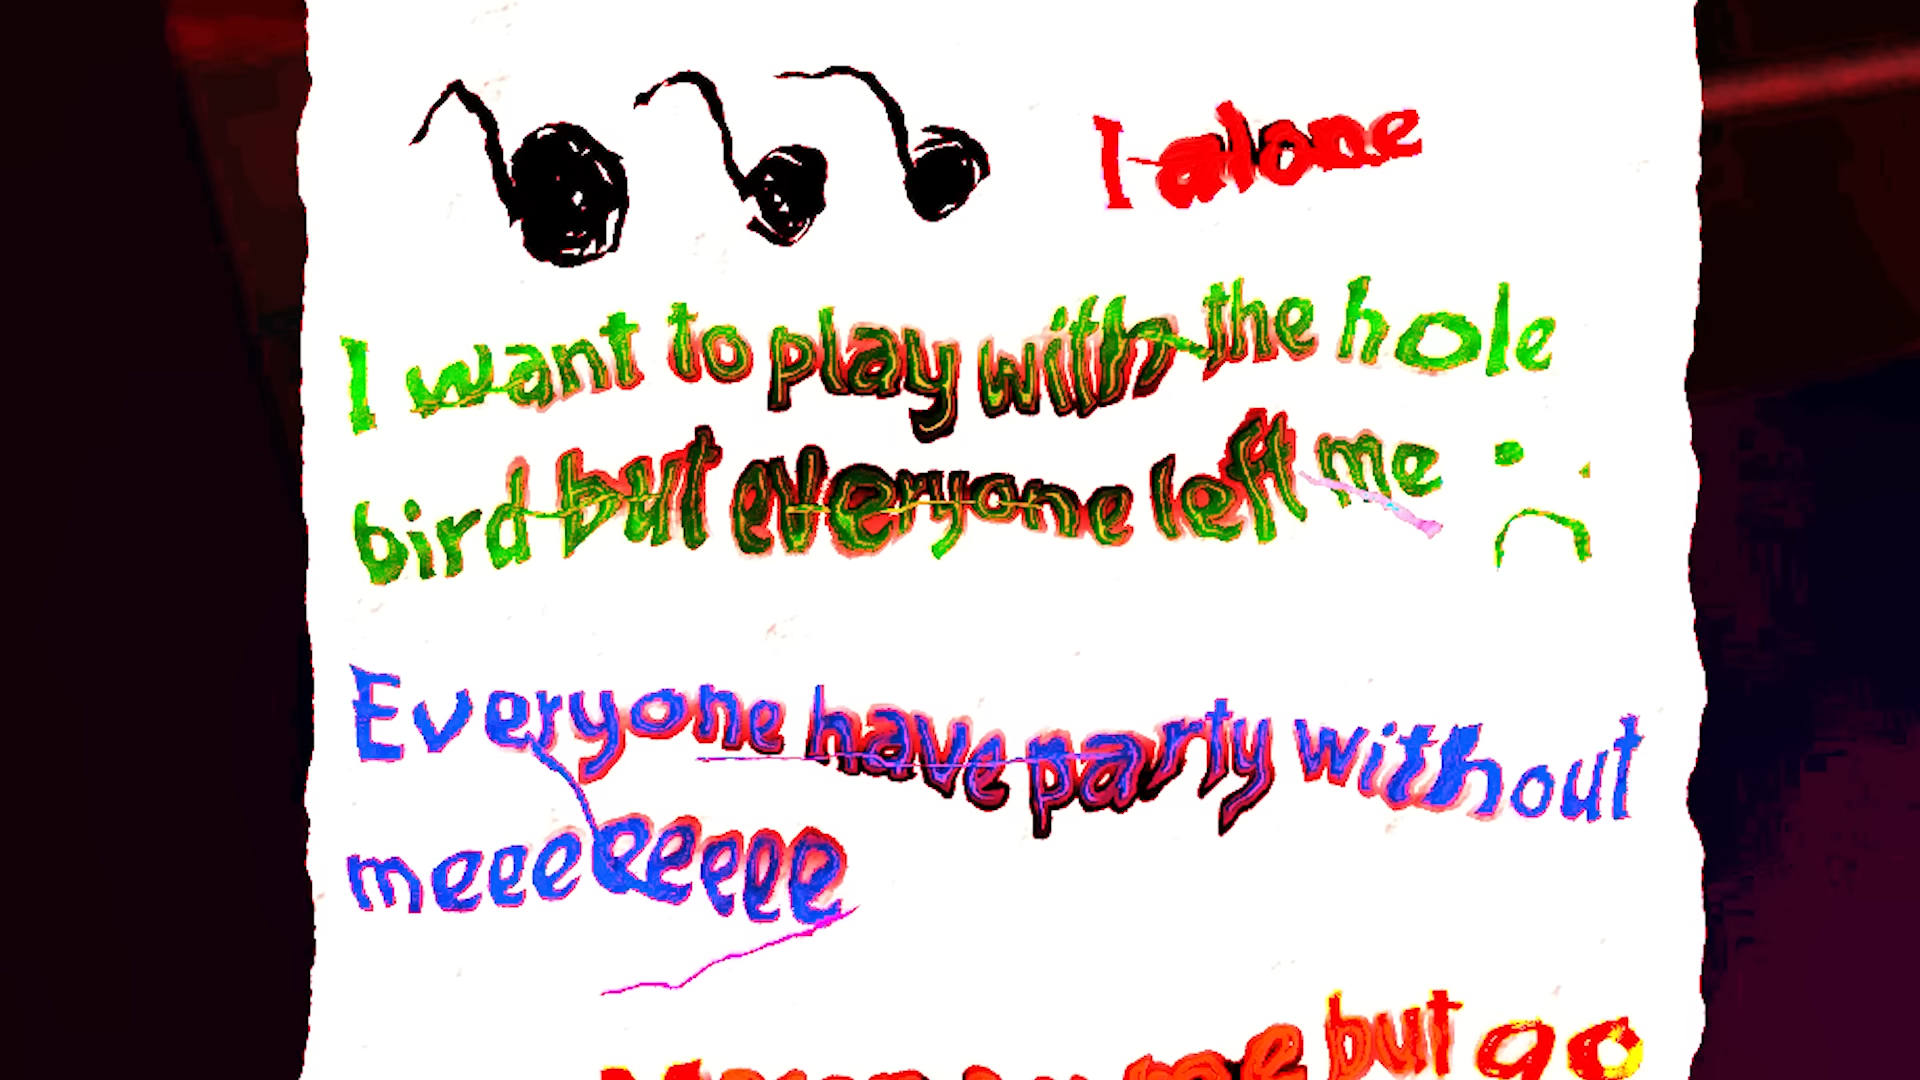 I alone
I want to play with the hole
bird but everyone left me
Everyone have party without
meeeeeeee
me but go